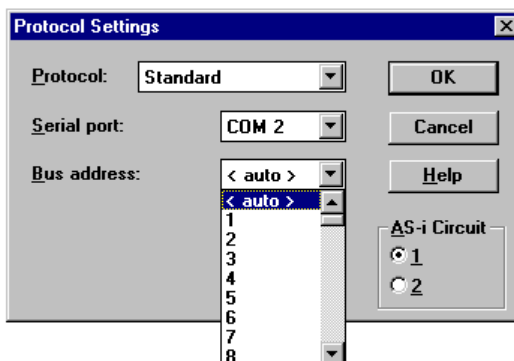 Protocol Settings
Protocol: Standard
OK
Serial port: COM 2
Cancel
Bus address: < auto >
Help
< auto >
1
2
3
4
5
6
7
8
AS-i Circuit
1
2